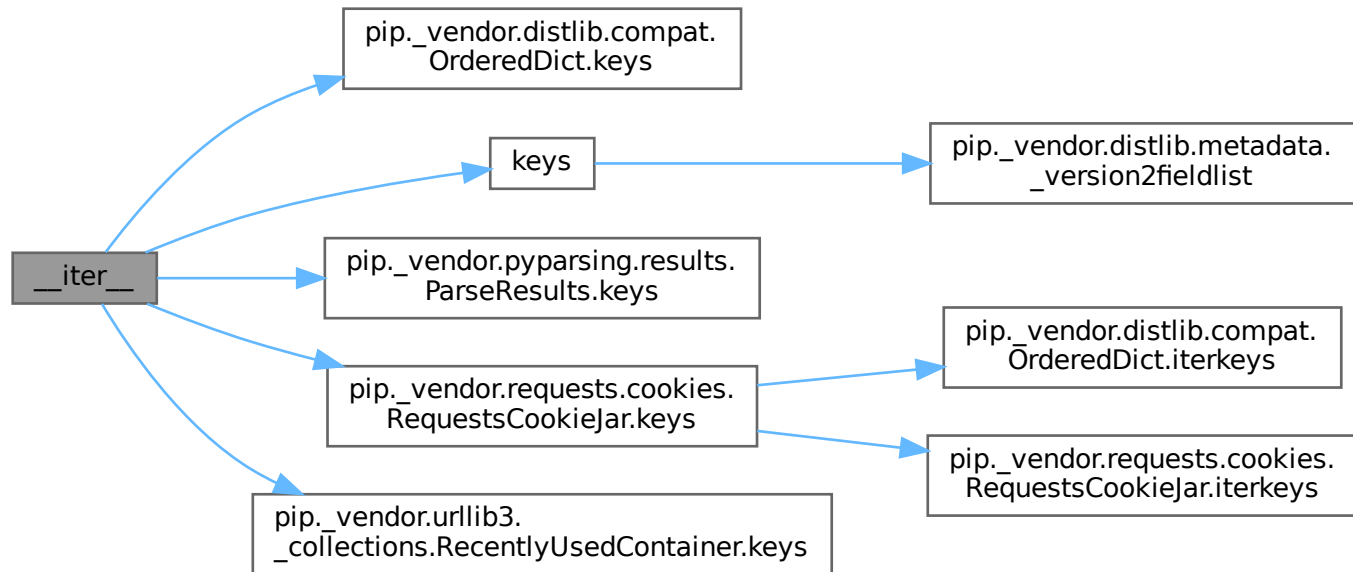 pip._vendor.distlib.compat.
OrderedDict.keys
keys
pip._vendor.distlib.metadata.
_version2fieldlist
__iter__
pip._vendor.pyparsing.results.
ParseResults.keys
pip._vendor.distlib.compat.
OrderedDict.iterkeys
pip._vendor.requests.cookies.
RequestsCookieJar.keys
pip._vendor.requests.cookies.
RequestsCookieJar.iterkeys
pip._vendor.urllib3.
_collections.RecentlyUsedContainer.keys